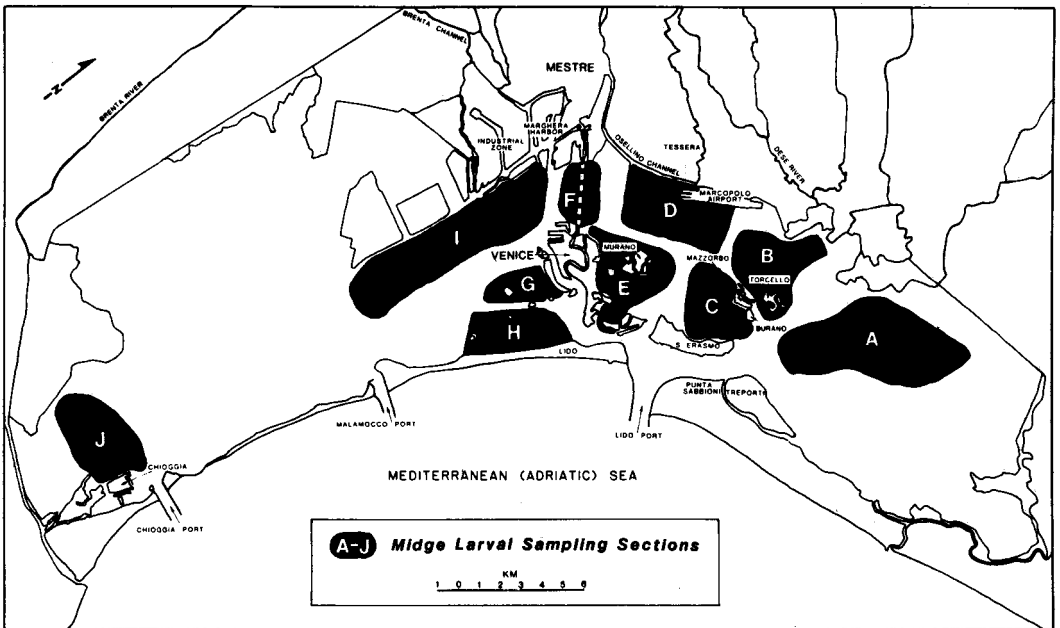 BRENTA CHANNEL
MESTRE
-N-
BRENTA RIVER
MARGHERA
HARBOR
INDUSTRIAL
ZONE
OSELLINO CHANNEL
TESSERA
DESE RIVER
MARCOPOLO
AIRPORT
F
D
I
B
VENICE
MURANO
MAZZORBO
TORCELLO
G
E
C
BURANO
A
H
S. ERASMO
LIDO
PUNTA
SABBIONI
TREPORTI
MALAMOCCO PORT
LIDO PORT
J
CHIOGGIA
MEDITERRANEAN (ADRIATIC) SEA
CHIOGGIA PORT
A-J Midge Larval Sampling Sections
KM
1 0 1 2 3 4 5 6